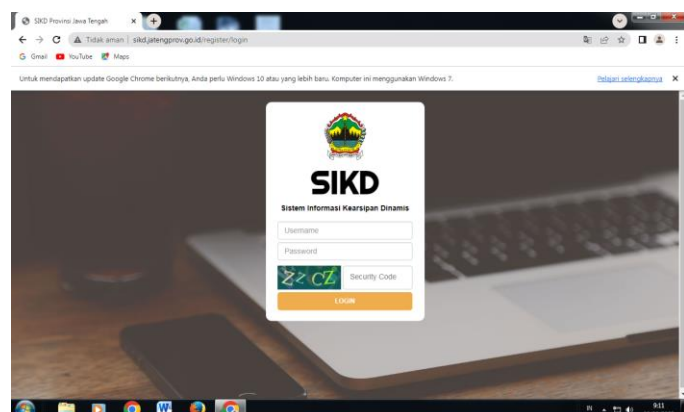 SIKD Provinsi Jawa Tengah
Tidak aman | sikd.jatengprov.go.id/register/login
Gmail YouTube Maps
Untuk mendapatkan update Google Chrome berikutnya, Anda perlu Windows 10 atau yang lebih baru. Komputer ini menggunakan Windows 7. Pelajari selengkapnya
SIKD
Sistem Informasi Kearsipan Dinamis
Username
Password
Security Code
LOGIN
IN 9:11